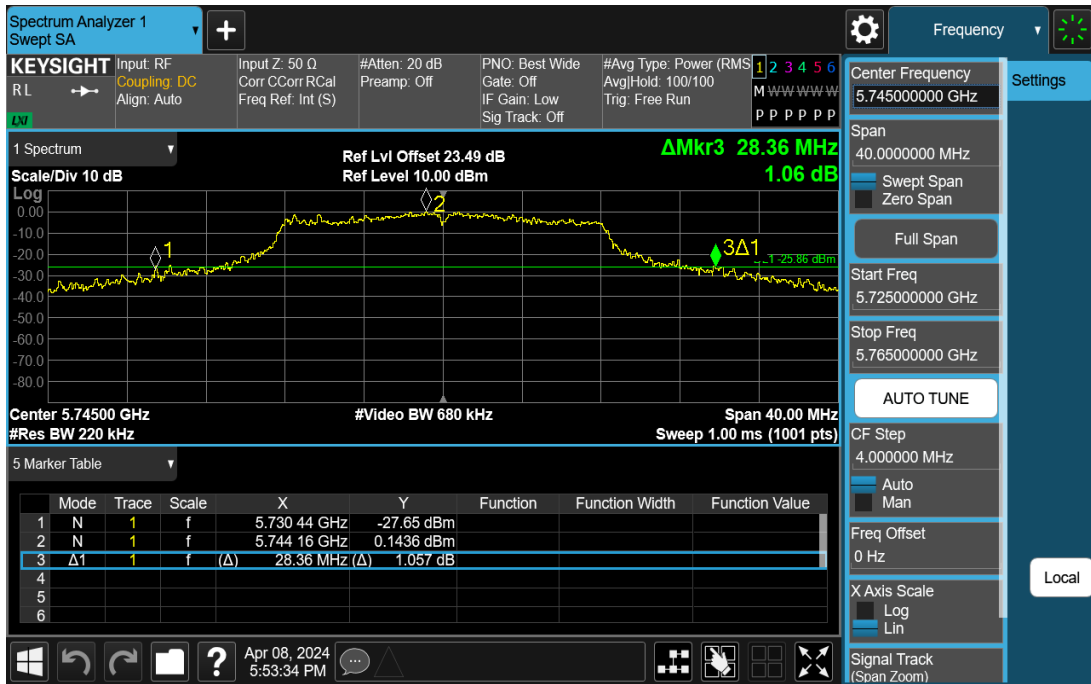 Spectrum Analyzer 1
Swept SA
+
Frequency
KEYSIGHT
RL
LXI
Input: RF
Coupling: DC
Align: Auto
Input Z: 50 Ω
Corr CCorr RCal
Freq Ref: Int (S)
#Atten: 20 dB
Preamp: Off
PNO: Best Wide
Gate: Off
IF Gain: Low
Sig Track: Off
#Avg Type: Power (RMS
Avg|Hold: 100/100
Trig: Free Run
1 2 3 4 5 6
M W W W W W
P P P P P P
1 Spectrum
Scale/Div 10 dB
Ref Lvl Offset 23.49 dB
Ref Level 10.00 dBm
ΔMkr3 28.36 MHz
1.06 dB
Log
0.00
-10.0
-20.0
-30.0
-40.0
-50.0
-60.0
-70.0
-80.0
1
2
3Δ1
-25.86 dBm
Center 5.74500 GHz
#Video BW 680 kHz
Span 40.00 MHz
#Res BW 220 kHz
Sweep 1.00 ms (1001 pts)
5 Marker Table
Mode Trace Scale X Y Function Function Width Function Value
1 N 1 f 5.730 44 GHz -27.65 dBm
2 N 1 f 5.744 16 GHz 0.1436 dBm
3 Δ1 1 f (Δ) 28.36 MHz (Δ) 1.057 dB
4
5
6
?
Apr 08, 2024
5:53:34 PM
Center Frequency
5.745000000 GHz
Span
40.0000000 MHz
Swept Span
Zero Span
Full Span
Start Freq
5.725000000 GHz
Stop Freq
5.765000000 GHz
AUTO TUNE
CF Step
4.000000 MHz
Auto
Man
Freq Offset
0 Hz
X Axis Scale
Log
Lin
Signal Track
(Span Zoom)
Settings
Local